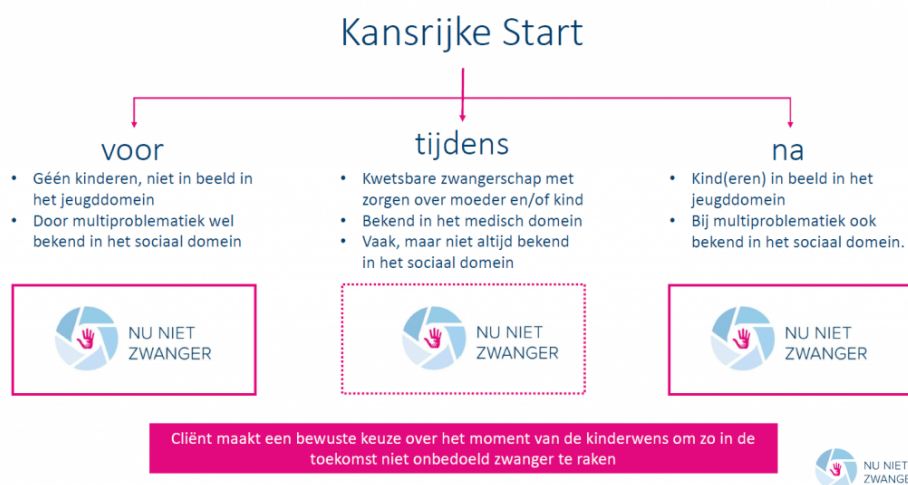 Kansrijke Start
voor
• Géén kinderen, niet in beeld in
het jeugddomein
• Door multiproblematiek wel
bekend in het sociaal domein
NU NIET
ZWANGER
tijdens
• Kwetsbare zwangerschap met
zorgen over moeder en/of kind
• Bekend in het medisch domein
• Vaak, maar niet altijd bekend
in het sociaal domein
NU NIET
ZWANGER
na
• Kind(eren) in beeld in het
jeugddomein
• Bij multiproblematiek ook
bekend in het sociaal domein.
NU NIET
ZWANGER
Cliënt maakt een bewuste keuze over het moment van de kinderwens om zo in de
toekomst niet onbedoeld zwanger te raken
NU NIET
ZWANGER